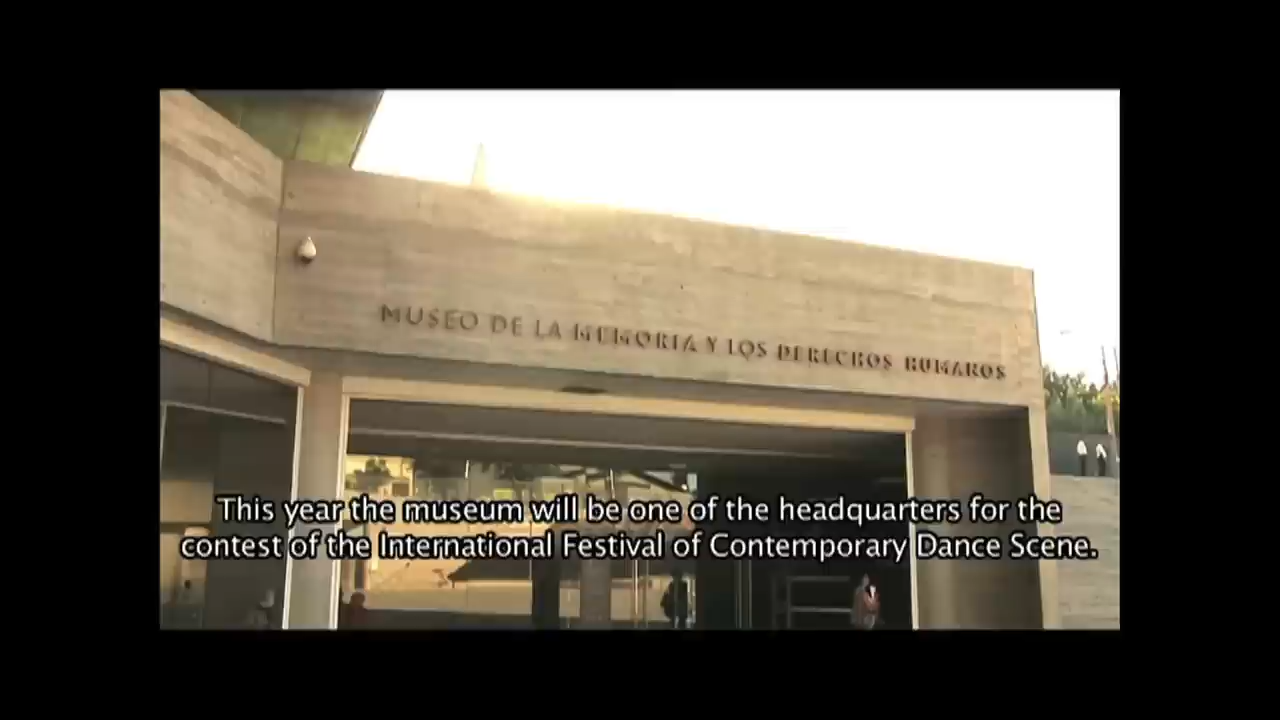 MUSEO DE LA MEMORIA Y LOS DERECHOS HUMANOS
This year the museum will be one of the headquarters for the
contest of the International Festival of Contemporary Dance Scene.